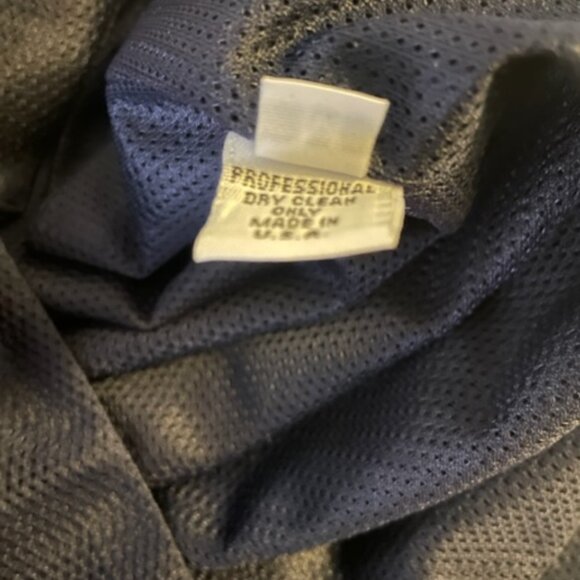 PROFESSIONAL
DRY CLEAN
ONLY
MADE IN
U.S.A.